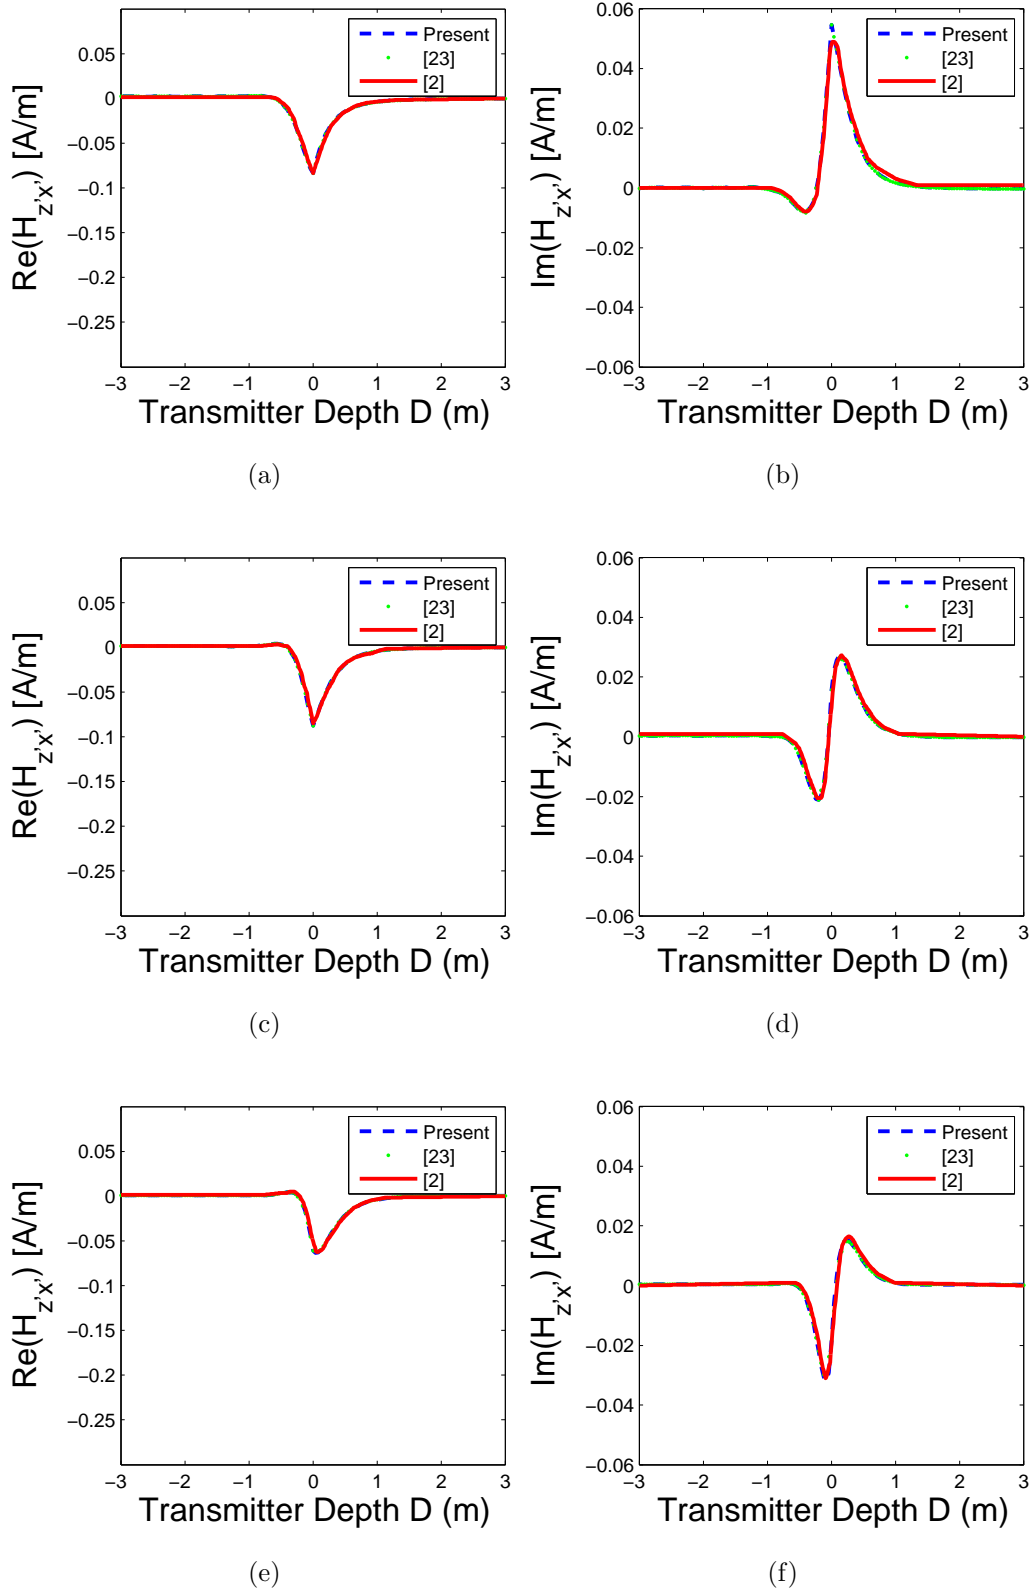 Present
[23]
[2]
0.05
0
−0.05
−0.1
−0.15
−0.2
−0.25
Re(H_{z'x'}) [A/m]
−3 −2 −1 0 1 2 3
Transmitter Depth D (m)
(a)
Present
[23]
[2]
0.06
0.04
0.02
0
−0.02
−0.04
−0.06
Im(H_{z'x'}) [A/m]
−3 −2 −1 0 1 2 3
Transmitter Depth D (m)
(b)
Present
[23]
[2]
0.05
0
−0.05
−0.1
−0.15
−0.2
−0.25
Re(H_{z'x'}) [A/m]
−3 −2 −1 0 1 2 3
Transmitter Depth D (m)
(c)
Present
[23]
[2]
0.06
0.04
0.02
0
−0.02
−0.04
−0.06
Im(H_{z'x'}) [A/m]
−3 −2 −1 0 1 2 3
Transmitter Depth D (m)
(d)
Present
[23]
[2]
0.05
0
−0.05
−0.1
−0.15
−0.2
−0.25
Re(H_{z'x'}) [A/m]
−3 −2 −1 0 1 2 3
Transmitter Depth D (m)
(e)
Present
[23]
[2]
0.06
0.04
0.02
0
−0.02
−0.04
−0.06
Im(H_{z'x'}) [A/m]
−3 −2 −1 0 1 2 3
Transmitter Depth D (m)
(f)